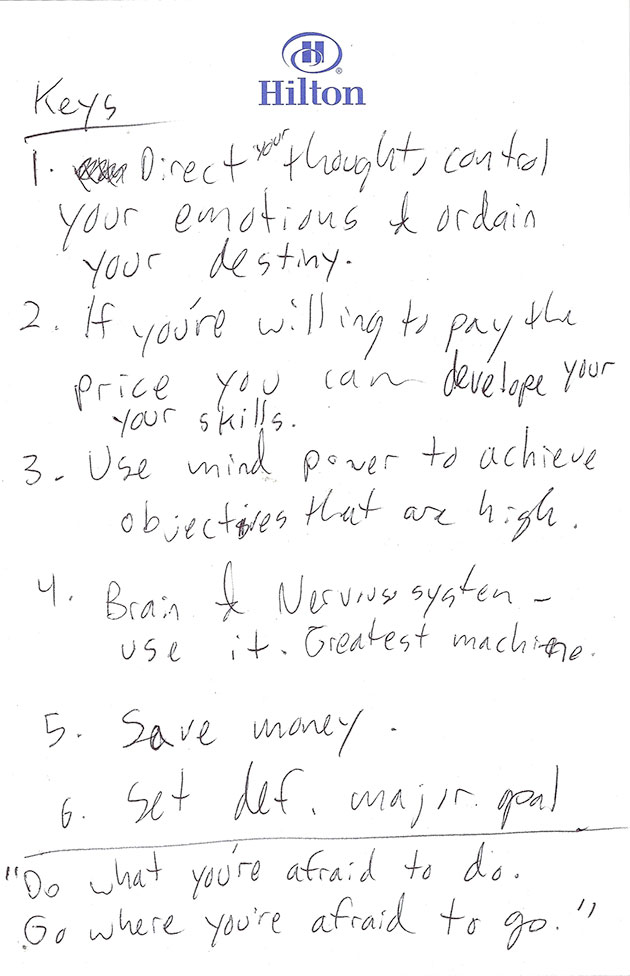 Hilton
Keys
1. Direct your thoughts, control
your emotions & ordain
your destiny.
2. If you're willing to pay the
price you can develope your
your skills.
3. Use mind power to achieve
objectives that are high.
4. Brain & Nervius system -
use it. Greatest machine.
5. Save money.
6. Set def. major goal
"Do what you're afraid to do.
Go where you're afraid to go."